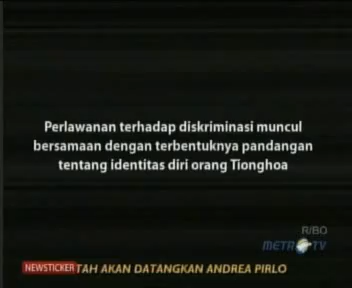 Perlawanan terhadap diskriminasi muncul
bersamaan dengan terbentuknya pandangan
tentang identitas diri orang Tionghoa
R/BO
METRO TV
NEWSTICKER TAH AKAN DATANGKAN ANDREA PIRLO